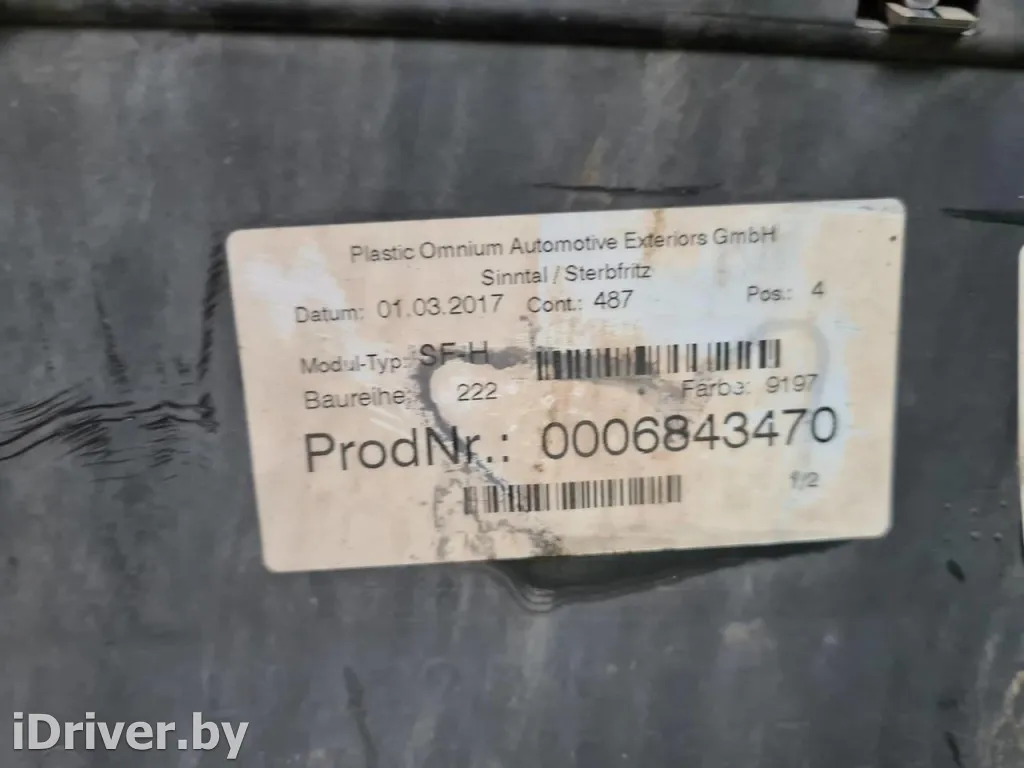 Plastic Omnium Automotive Exteriors GmbH
Sinntal / Sterbfritz
Datum: 01.03.2017 Cont.: 487 Pos.: 4
Modul-Typ: SF-H
Baureihe: 222 Farbe: 9197
ProdNr.: 0006843470
1/2
iDriver.by